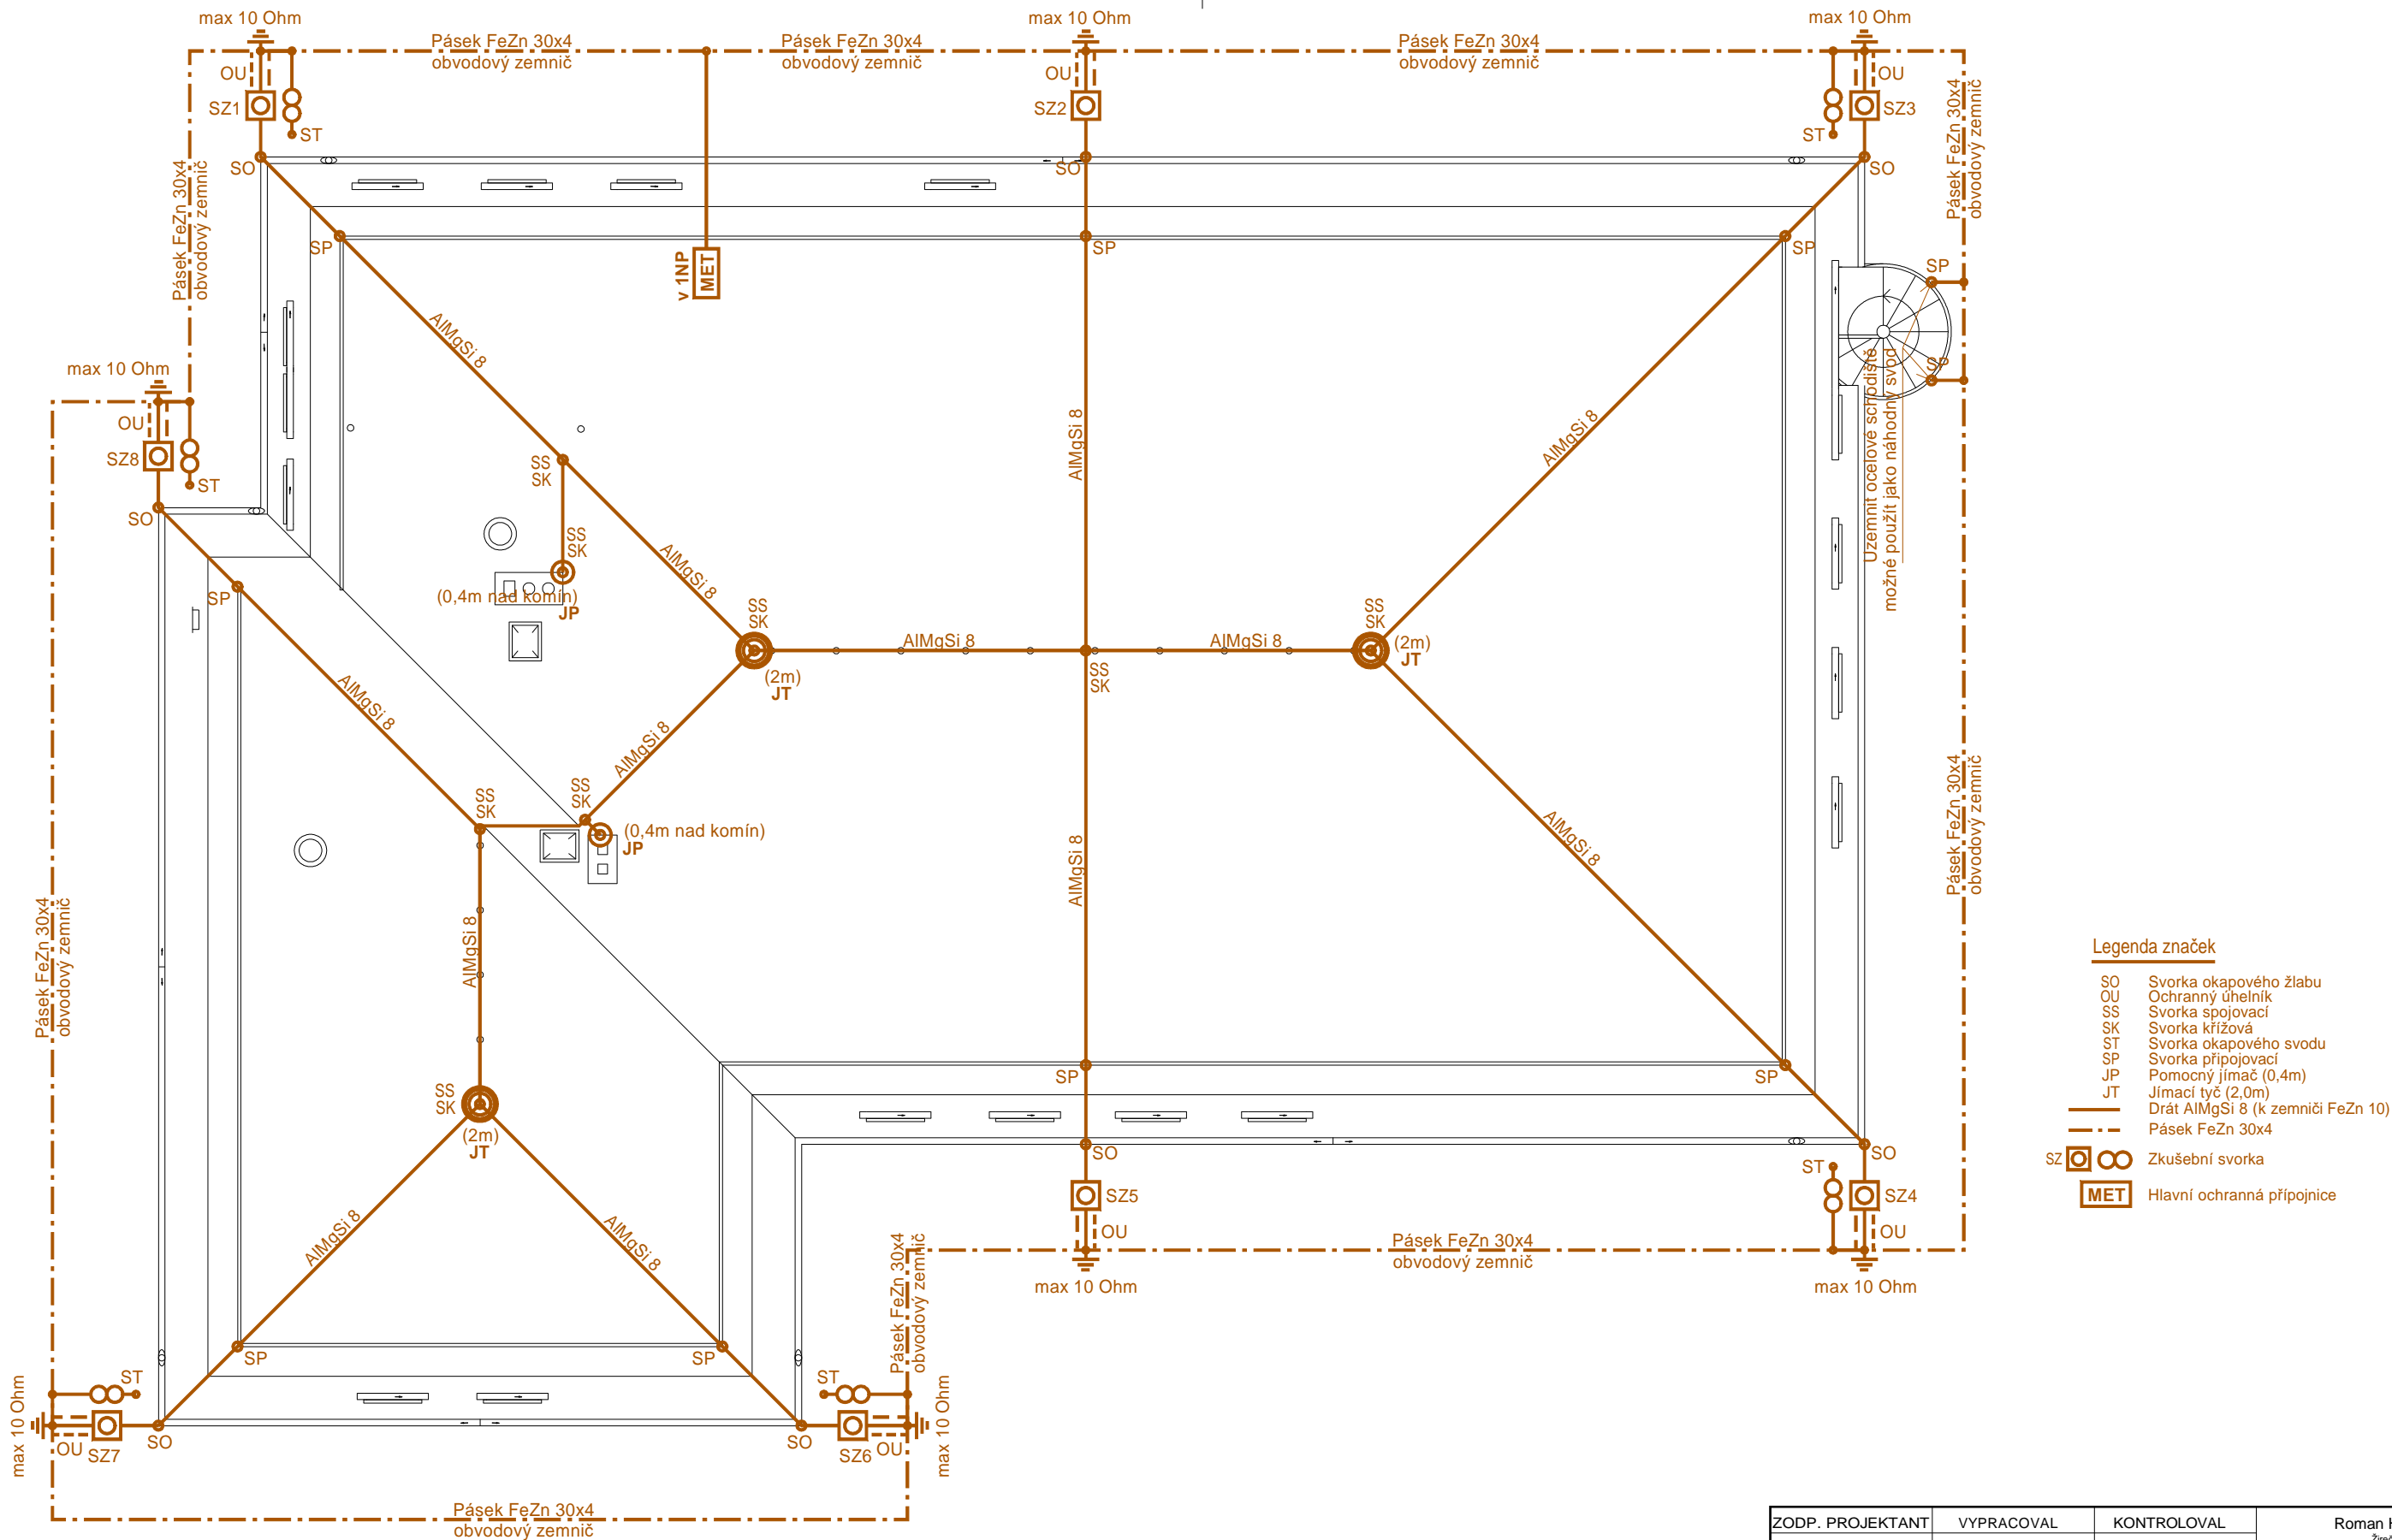 max 10 Ohm
max 10 Ohm
max 10 Ohm
Pásek FeZn 30x4
obvodový zemnič
Pásek FeZn 30x4
obvodový zemnič
Pásek FeZn 30x4
obvodový zemnič
OU
SZ1
ST
SO
OU
SZ2
SO
OU
SZ3
ST
SO
Pásek FeZn 30x4
obvodový zemnič
Pásek FeZn 30x4
obvodový zemnič
SP
SP
SP
v 1NP
MET
SP
SP
Uzemnit ocelové schodiště
možné použít jako náhodný svod
AlMgSi 8
AlMgSi 8
AlMgSi 8
max 10 Ohm
OU
SZ8
ST
SO
SP
SS
SK
SS
SK
(0,4m nad komín)
JP
AlMgSi 8
SS
SK
(2m)
JT
AlMgSi 8
AlMgSi 8
SS
SK
SS
SK
(2m)
JT
AlMgSi 8
AlMgSi 8
SS
SK
SS
SK
(0,4m nad komín)
JP
AlMgSi 8
AlMgSi 8
Pásek FeZn 30x4
obvodový zemnič
Pásek FeZn 30x4
obvodový zemnič
AlMgSi 8
SS
SK
(2m)
JT
SP
SP
SO
SO
SZ5
OU
max 10 Ohm
ST
SZ4
OU
max 10 Ohm
Pásek FeZn 30x4
obvodový zemnič
Pásek FeZn 30x4
obvodový zemnič
AlMgSi 8
AlMgSi 8
SP
SP
ST
ST
max 10 Ohm
OU
SZ7
SO
SO
SZ6
OU
max 10 Ohm
Pásek FeZn 30x4
obvodový zemnič
Legenda značek
SO Svorka okapového žlabu
OU Ochranný úhelník
SS Svorka spojovací
SK Svorka křížová
ST Svorka okapového svodu
SP Svorka připojovací
JP Pomocný jímač (0,4m)
JT Jímací tyč (2,0m)
Drát AlMgSi 8 (k zemniči FeZn 10)
Pásek FeZn 30x4
SZ Zkušební svorka
MET Hlavní ochranná přípojnice
ZODP. PROJEKTANT VYPRACOVAL KONTROLOVAL Roman